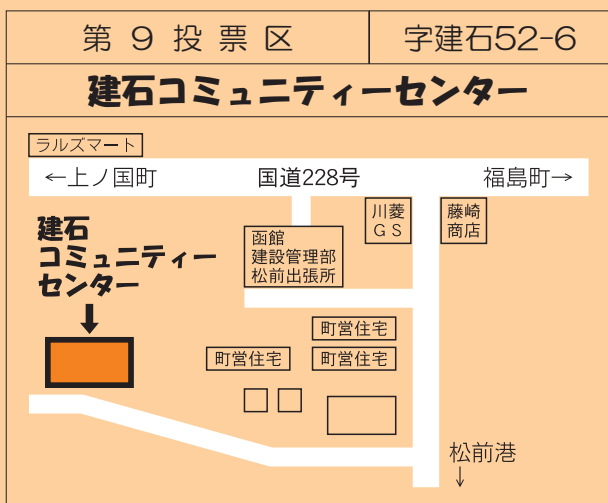 第9投票区
字建石52-6
建石コミュニティーセンター
ラルズマート
←上ノ国町
国道228号
福島町→
川菱
GS
藤崎
商店
建石
コミュニティー
センター
函館
建設管理部
松前出張所
町営住宅
町営住宅
町営住宅
松前港
↓